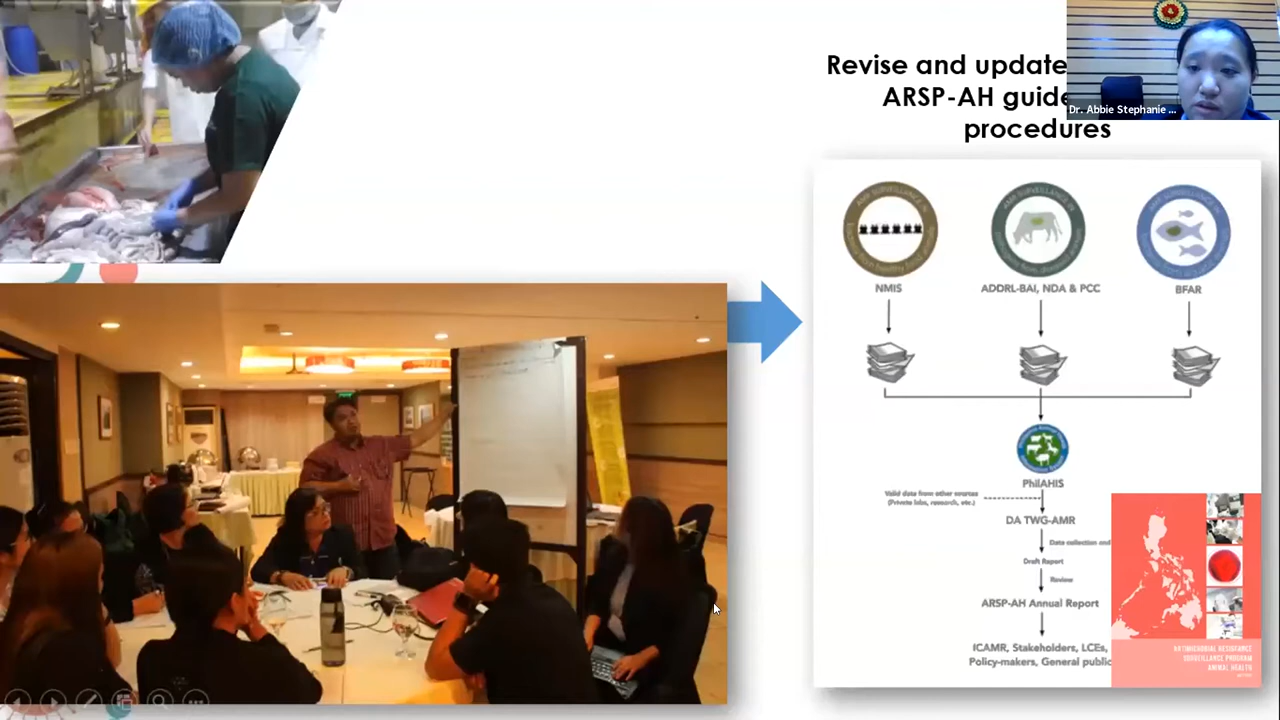 Revise and update
ARSP-AH guide
procedures
Dr. Abbie Stephanie ...
NMIS
ADDRL-BAI, NDA & PCC
BFAR
PhilAHIS
Valid data from other sources
(Private labs, research, etc.)
DA TWG-AMR
Data collection and
Draft Report
Review
ARSP-AH Annual Report
ICAMR, Stakeholders, LCEs,
Policy-makers, General public
ANTIMICROBIAL RESISTANCE
SURVEILLANCE PROGRAM
ANIMAL HEALTH